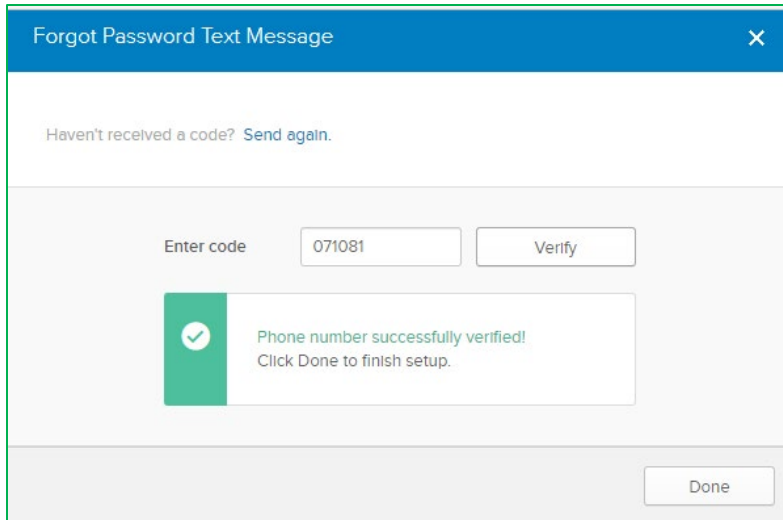 Forgot Password Text Message
Haven't received a code? Send again.
Enter code 071081 Verify
Phone number successfully verified!
Click Done to finish setup.
Done